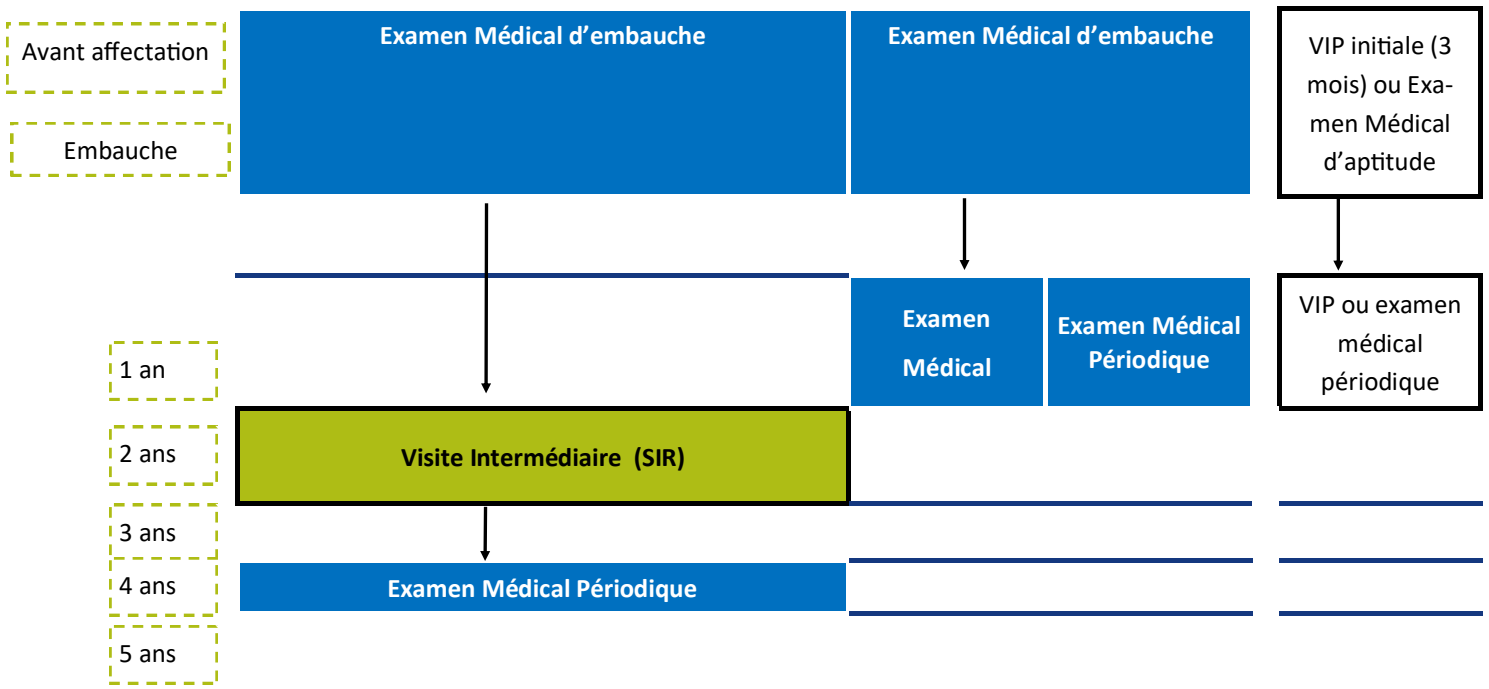 Avant affectation
Embauche
Examen Médical d’embauche
Examen Médical d’embauche
VIP initiale (3
mois) ou Exa-
men Médical
d’aptitude
1 an
Examen
Médical
Examen Médical
Périodique
VIP ou examen
médical
périodique
2 ans
Visite Intermédiaire (SIR)
3 ans
4 ans
Examen Médical Périodique
5 ans